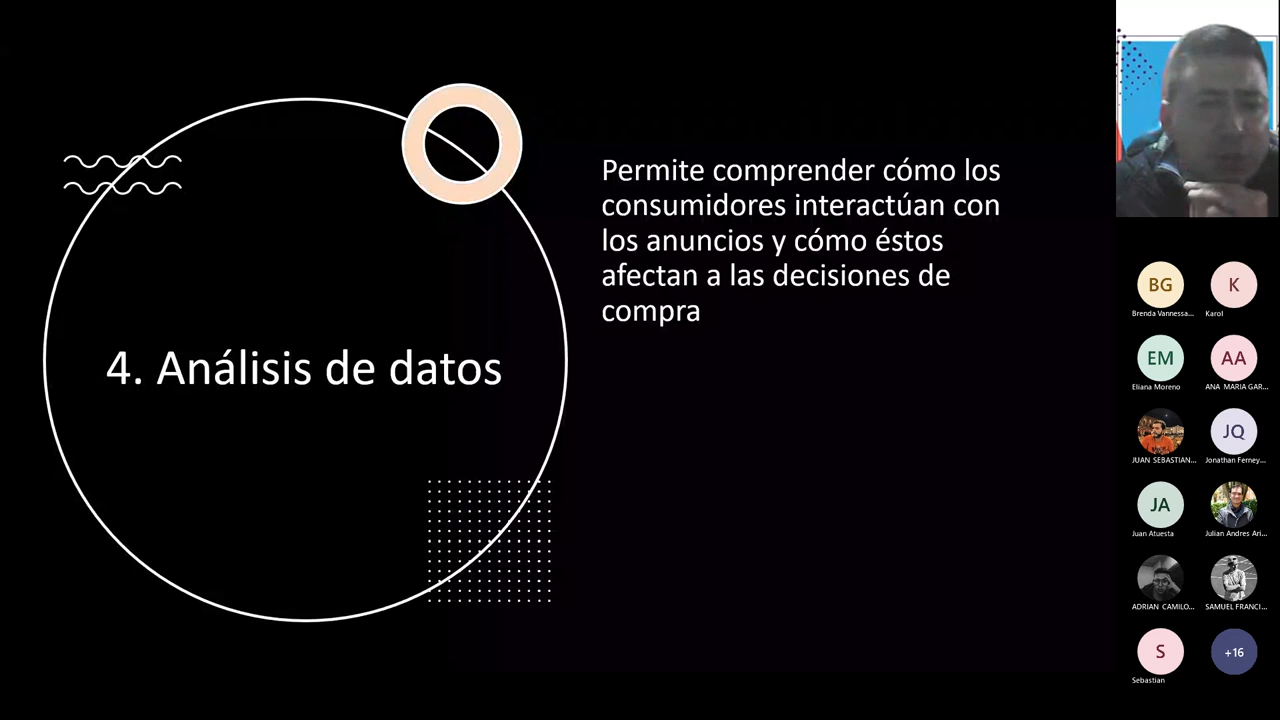 4. Análisis de datos
Permite comprender cómo los
consumidores interactúan con
los anuncios y cómo éstos
afectan a las decisiones de
compra
BG
K
Brenda Vannessa...
Karol
EM
AA
Eliana Moreno
ANA MARIA GAR...
JQ
JUAN SEBASTIAN...
Jonathan Ferney...
JA
Juan Atuesta
Julian Andres Ari...
ADRIAN CAMILO...
SAMUEL FRANCI...
S
+16
Sebastian